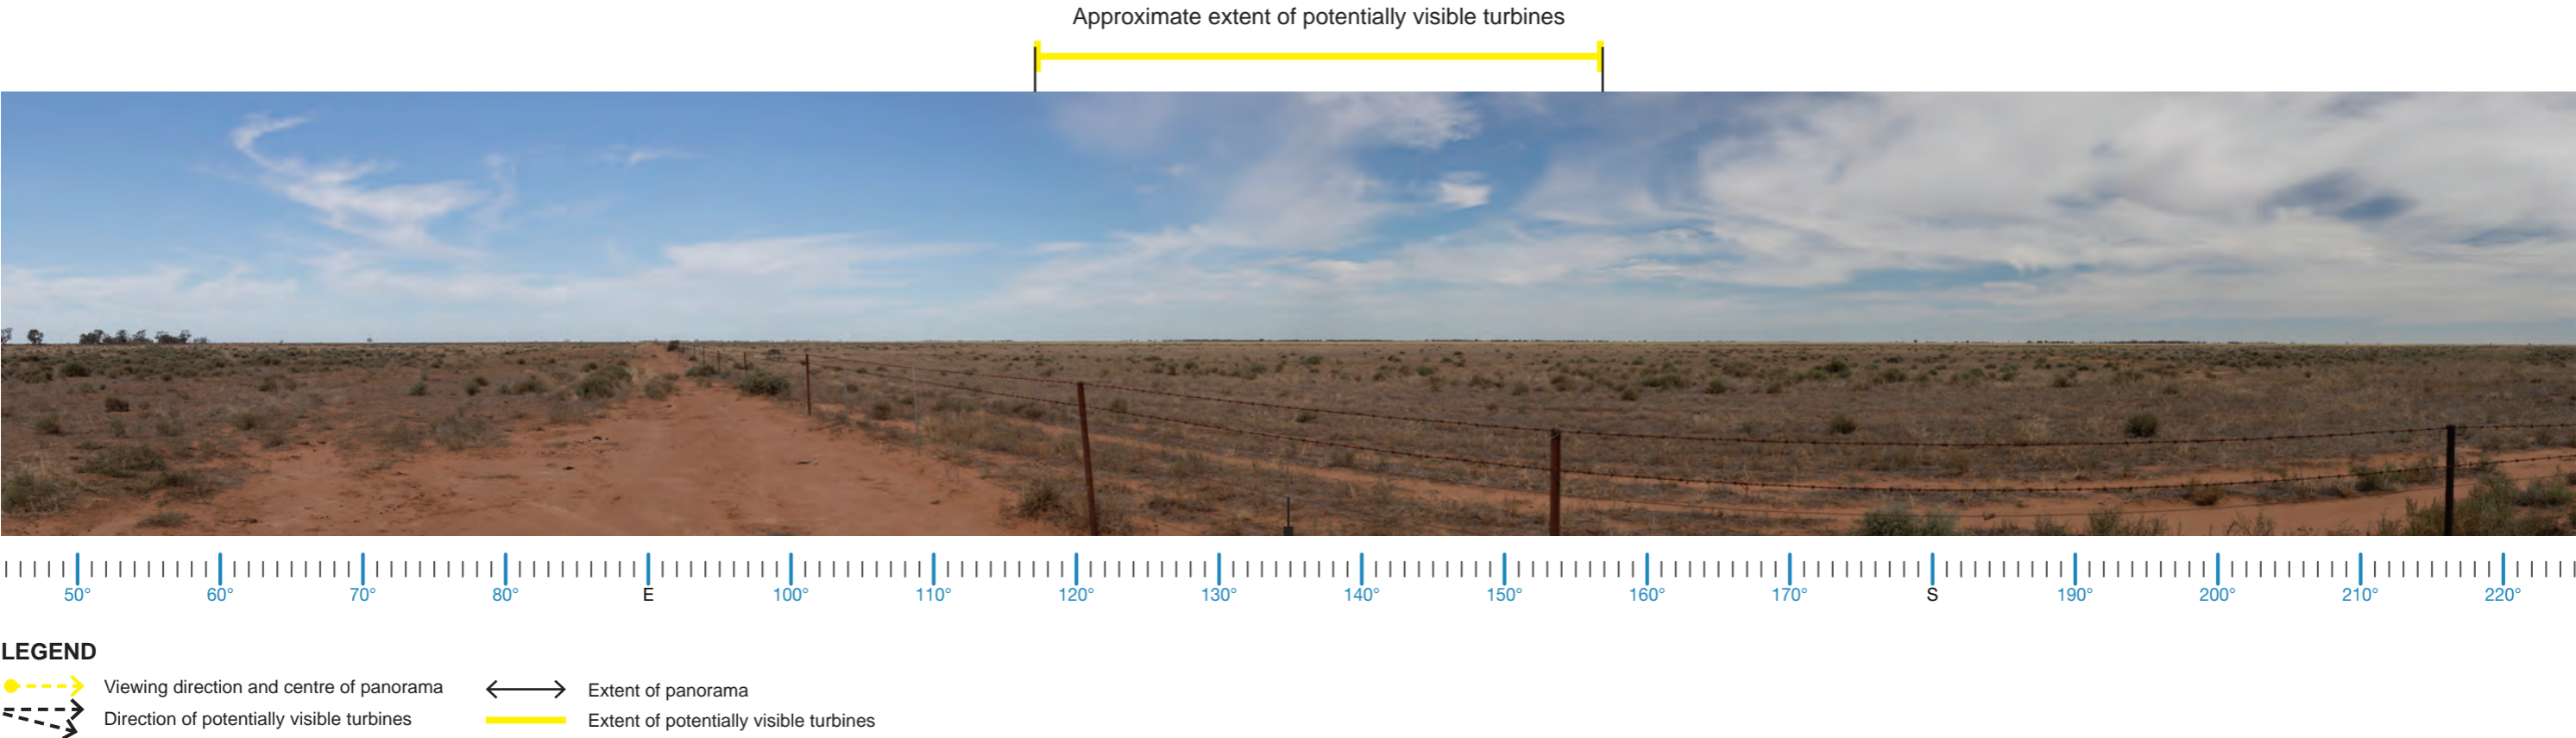 Approximate extent of potentially visible turbines
50° 60° 70° 80° E 100° 110° 120° 130° 140° 150° 160° 170° S 190° 200° 210° 220°
LEGEND
Viewing direction and centre of panorama
Direction of potentially visible turbines
Extent of panorama
Extent of potentially visible turbines